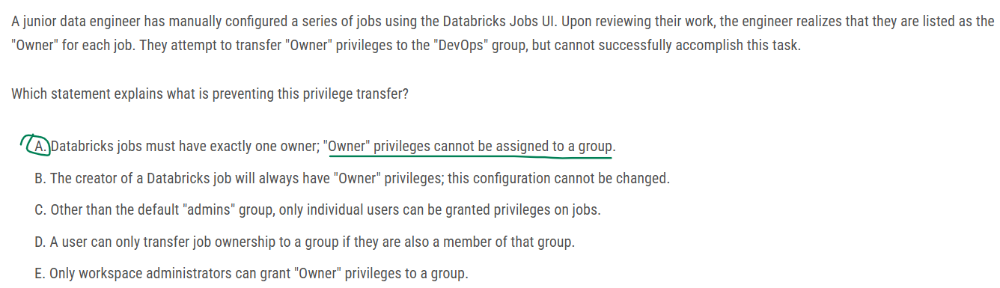 A junior data engineer has manually configured a series of jobs using the Databricks Jobs UI. Upon reviewing their work, the engineer realizes that they are listed as the
"Owner" for each job. They attempt to transfer "Owner" privileges to the "DevOps" group, but cannot successfully accomplish this task.
Which statement explains what is preventing this privilege transfer?
A. Databricks jobs must have exactly one owner; "Owner" privileges cannot be assigned to a group.
B. The creator of a Databricks job will always have "Owner" privileges; this configuration cannot be changed.
C. Other than the default "admins" group, only individual users can be granted privileges on jobs.
D. A user can only transfer job ownership to a group if they are also a member of that group.
E. Only workspace administrators can grant "Owner" privileges to a group.